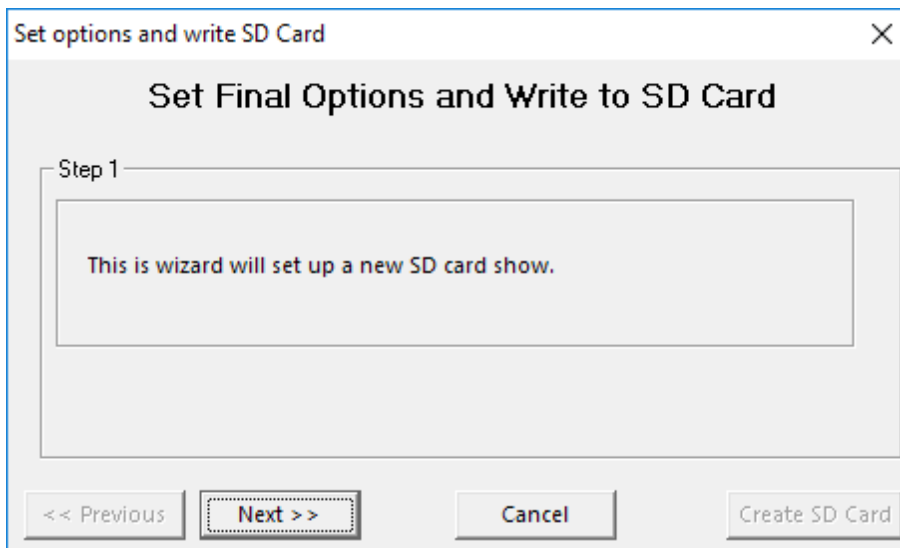 Set options and write SD Card
Set Final Options and Write to SD Card
Step 1
This is wizard will set up a new SD card show.
<< Previous
Next >>
Cancel
Create SD Card